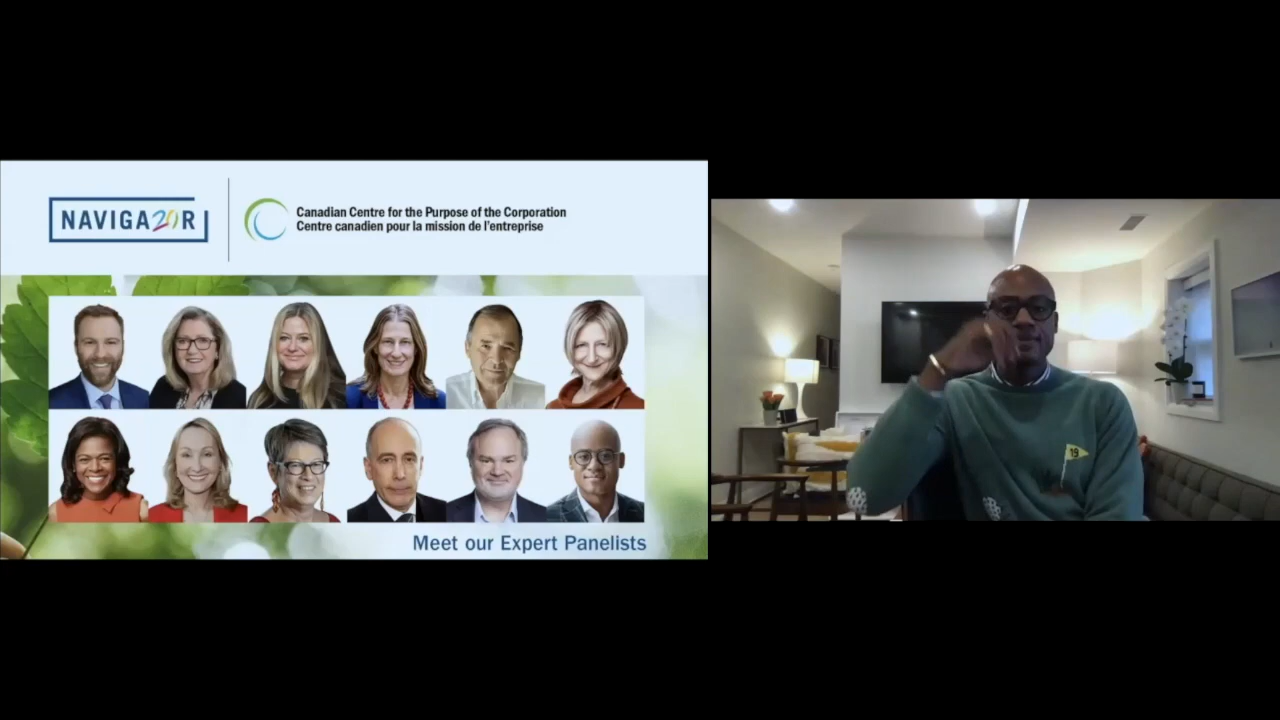 NAVIGA20R
Canadian Centre for the Purpose of the Corporation
Centre canadien pour la mission de l'entreprise
Meet our Expert Panelists
19